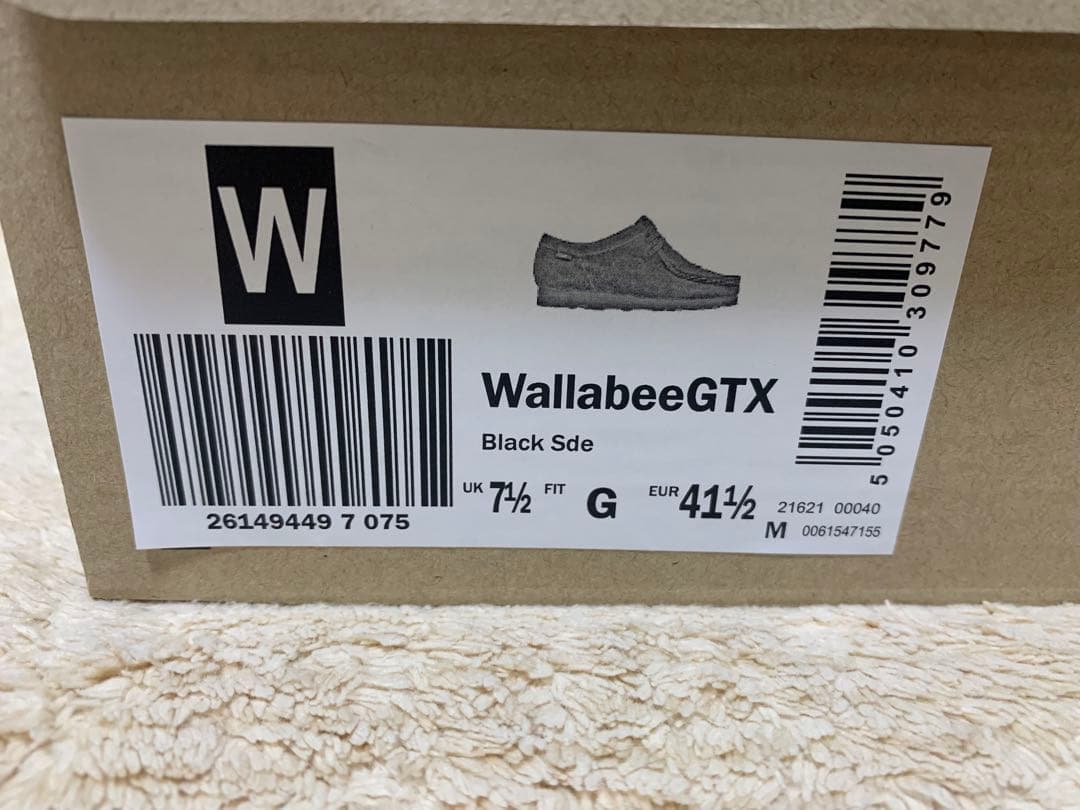 W
26149449 7 075
WallabeeGTX
Black Sde
UK 7½ FIT G EUR 41½
21621 00040
M 0061547155
5 050410 309779